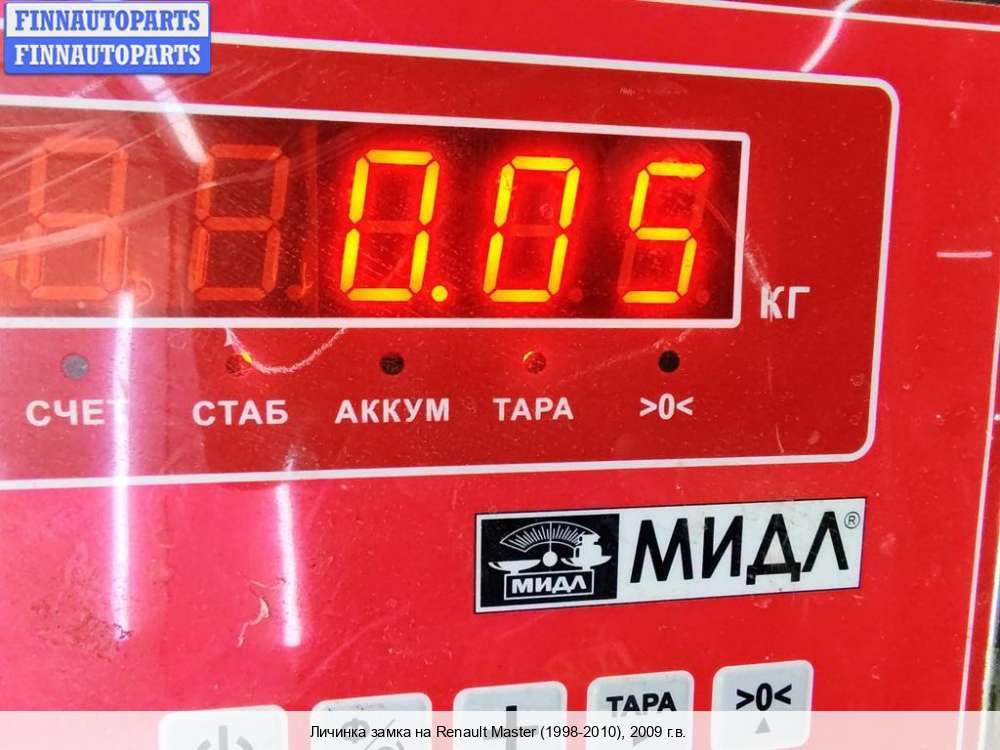 FINNAUTOPARTS
FINNAUTOPARTS
0.05
КГ
СЧЕТ СТАБ АККУМ ТАРА >0<
МИДЛ МИДЛ®
ТАРА >0<
Личинка замка на Renault Master (1998-2010), 2009 г.в.